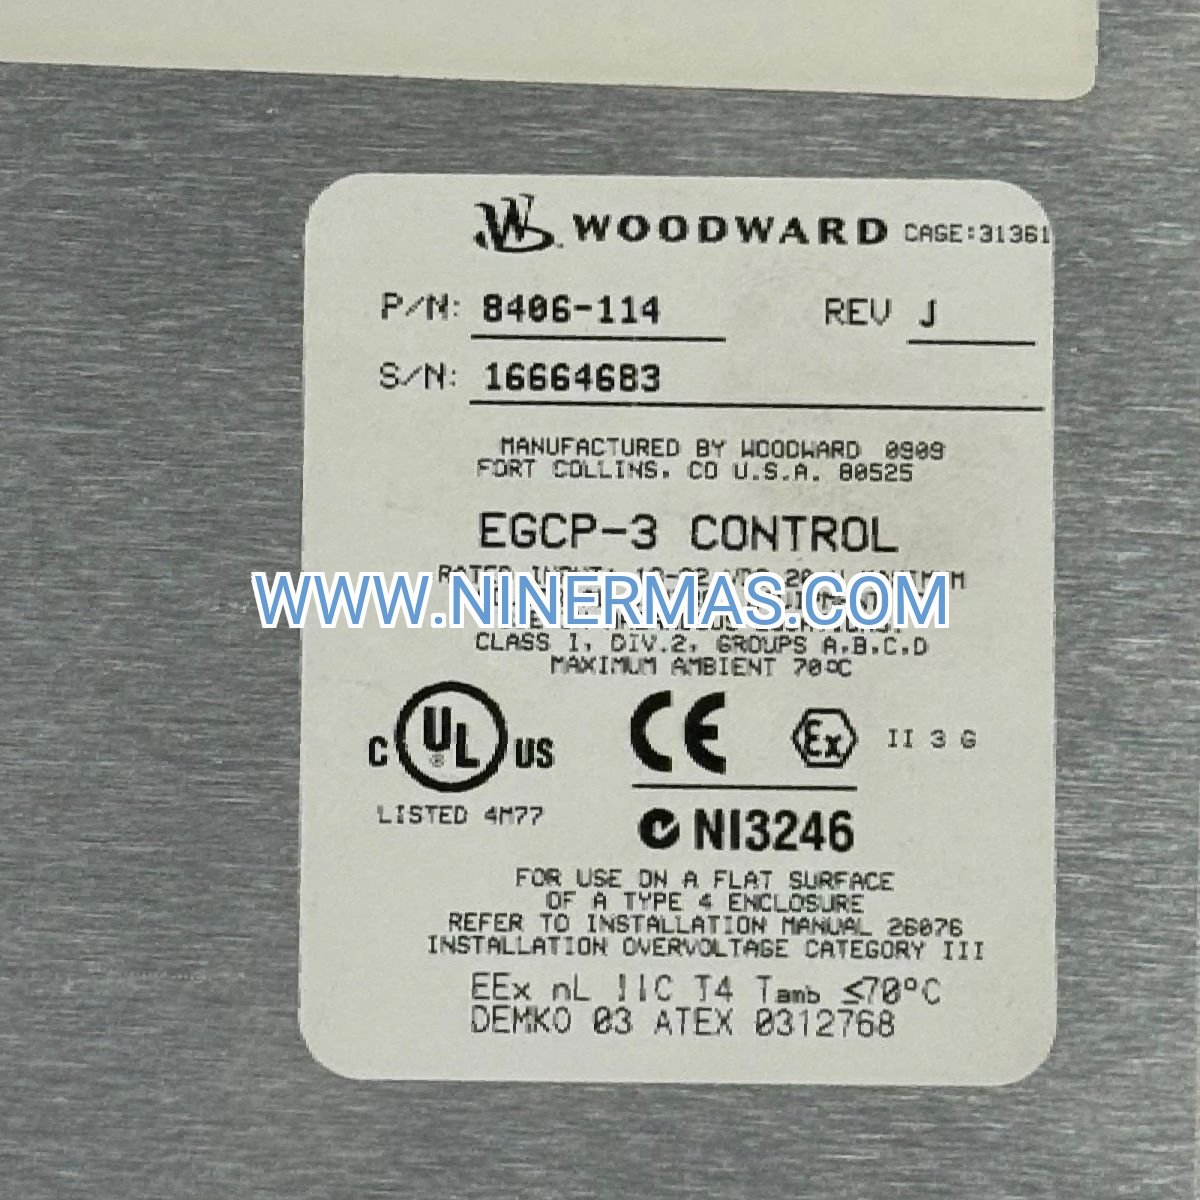 WOODWARD CASE:31361
P/N: 8406-114 REV J
S/N: 16664683
MANUFACTURED BY WOODWARD 0909
FORT COLLINS, CO U.S.A. 80525
EGCP-3 CONTROL
RATED INPUT:
WWW.NINERMAS.COM
CLASS I, DIV.2, GROUPS A,B,C,D
MAXIMUM AMBIENT 70°C
C UL ® US
CE Ex II 3 G
LISTED 4M77
NI3246
FOR USE ON A FLAT SURFACE
OF A TYPE 4 ENCLOSURE
REFER TO INSTALLATION MANUAL 26076
INSTALLATION OVERVOLTAGE CATEGORY III
EEx nL IIC T4 Tamb ≤70°C
DEMKO 03 ATEX 0312768